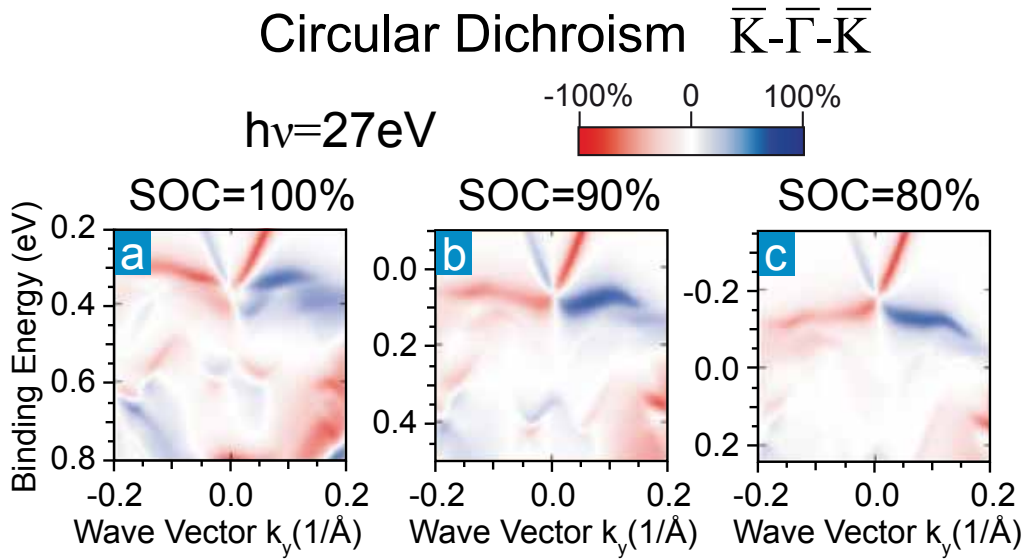 Circular Dichroism K̅-Γ̅-K̅
-100% 0 100%
hν=27eV
SOC=100% SOC=90% SOC=80%
a b c
Binding Energy (eV)
0.2
0.4
0.6
0.8
0.0
0.2
0.4
-0.2
0.0
0.2
-0.2 0.0 0.2 -0.2 0.0 0.2 -0.2 0.0 0.2
Wave Vector k_y(1/Å) Wave Vector k_y(1/Å) Wave Vector k_y(1/Å)